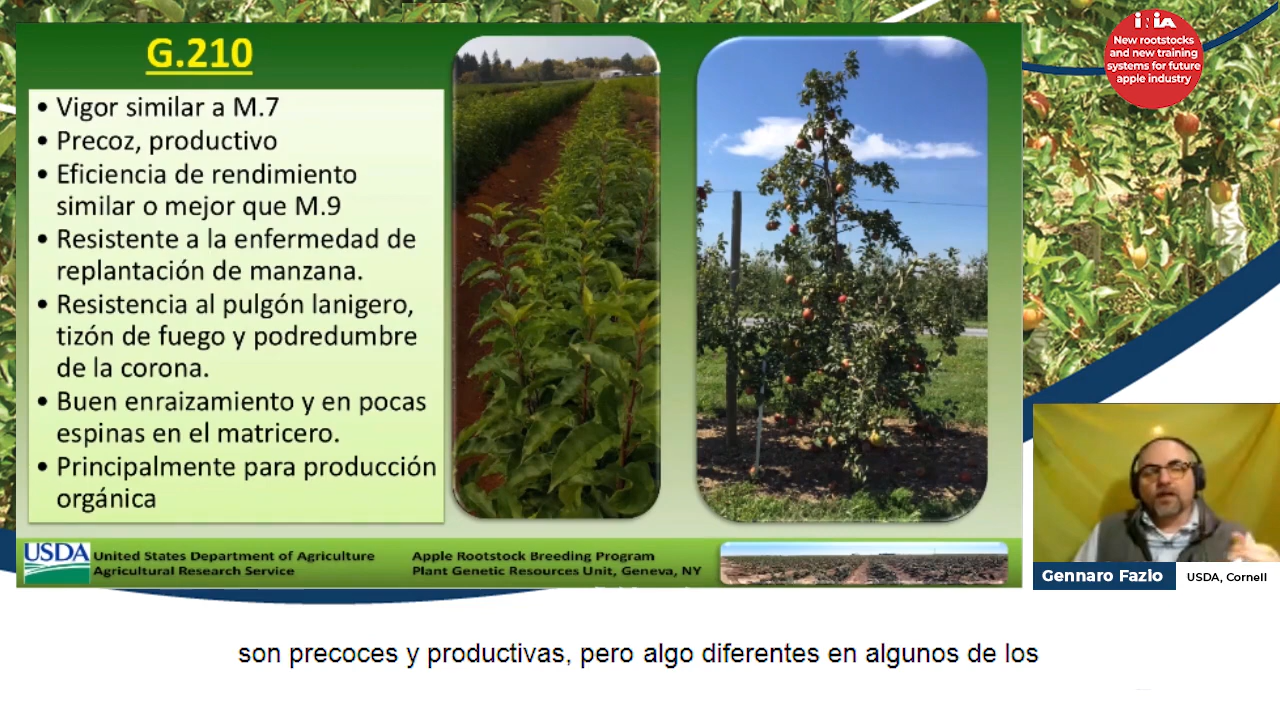 G.210
• Vigor similar a M.7
• Precoz, productivo
• Eficiencia de rendimiento
similar o mejor que M.9
• Resistente a la enfermedad de
replantación de manzana.
• Resistencia al pulgón lanigero,
tizón de fuego y podredumbre
de la corona.
• Buen enraizamiento y en pocas
espinas en el matricero.
• Principalmente para producción
orgánica
USDA
United States Department of Agriculture
Agricultural Research Service
Apple Rootstock Breeding Program
Plant Genetic Resources Unit, Geneva, NY
INIA
New rootstocks
and new training
systems for future
apple industry
Gennaro Fazio
USDA, Cornell
son precoces y productivas, pero algo diferentes en algunos de los